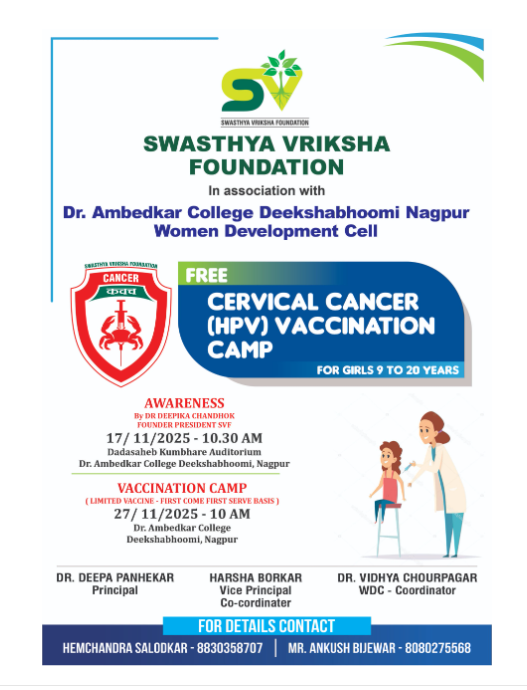 SV
SWASTHYA VRIKSHA FOUNDATION
SWASTHYA VRIKSHA
FOUNDATION
In association with
Dr. Ambedkar College Deekshabhoomi Nagpur
Women Development Cell
SWASTHYA VRIKSHA FOUNDATION
CANCER
कवच
FREE
CERVICAL CANCER
(HPV) VACCINATION
CAMP
FOR GIRLS 9 TO 20 YEARS
AWARENESS
By DR DEEPIKA CHANDHOK
FOUNDER PRESIDENT SVF
17/ 11/2025 - 10.30 AM
Dadasaheb Kumbhare Auditorium
Dr. Ambedkar College Deekshabhoomi, Nagpur
VACCINATION CAMP
( LIMITED VACCINE - FIRST COME FIRST SERVE BASIS )
27/ 11/2025 - 10 AM
Dr. Ambedkar College
Deekshabhoomi, Nagpur
DR. DEEPA PANHEKAR
Principal
HARSHA BORKAR
Vice Principal
Co-cordinater
DR. VIDHYA CHOURPAGAR
WDC - Coordinator
FOR DETAILS CONTACT
HEMCHANDRA SALODKAR - 8830358707 | MR. ANKUSH BIJEWAR - 8080275568